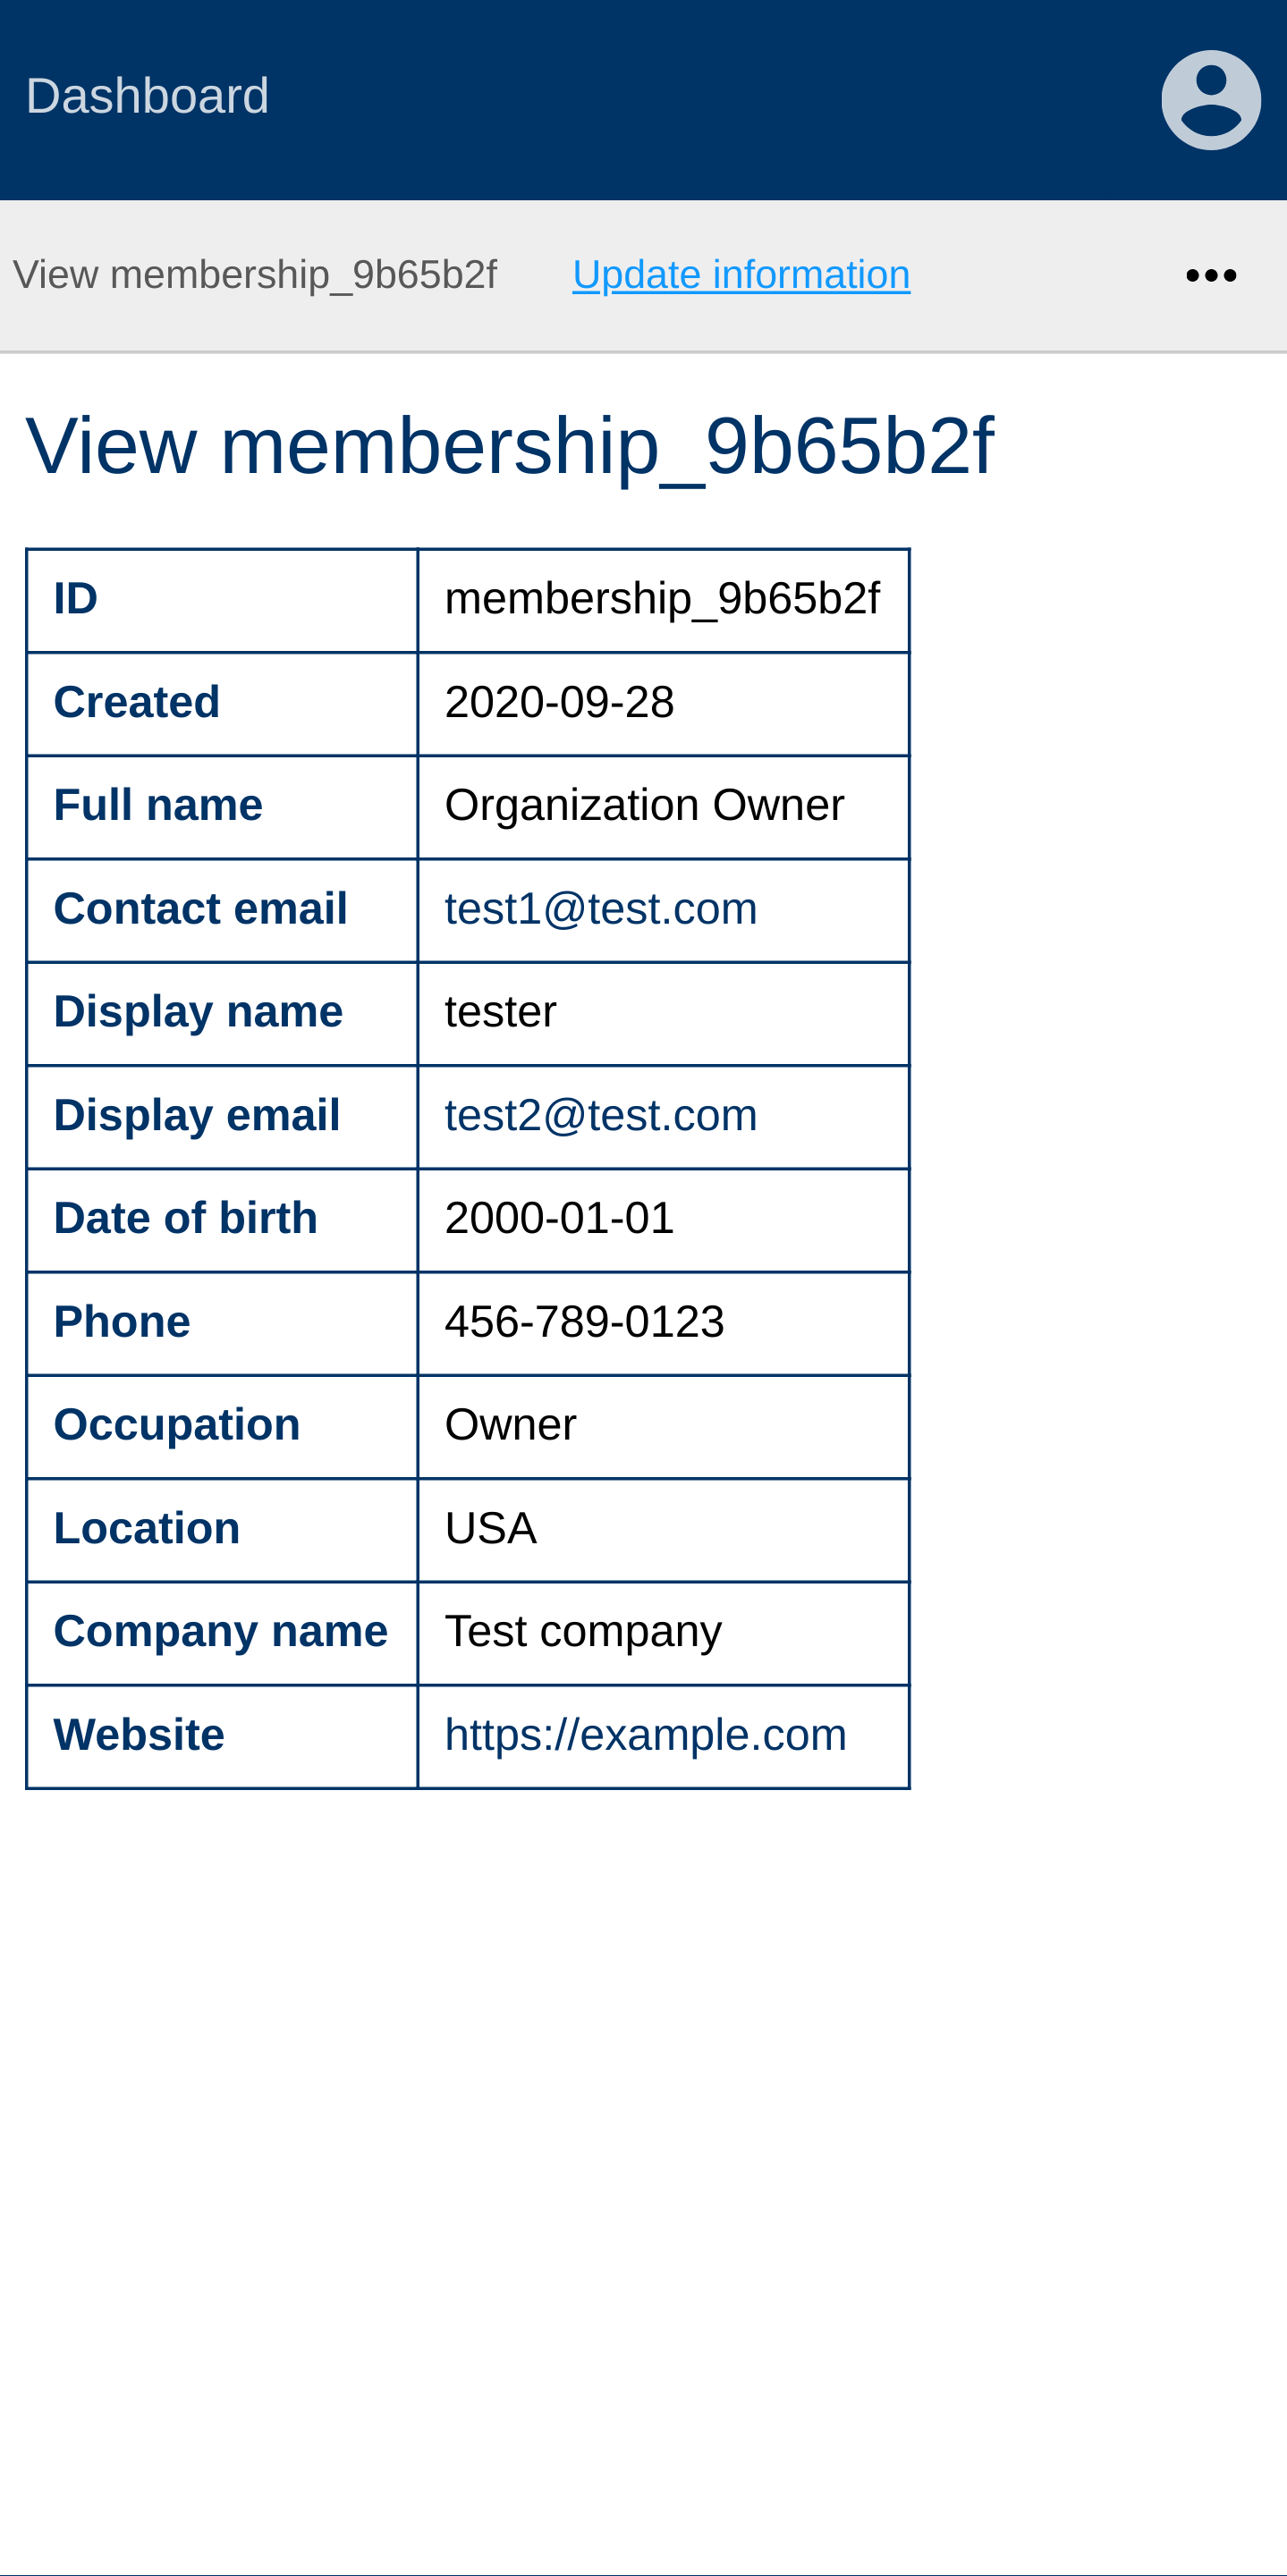 Dashboard
View membership_9b65b2f Update information
View membership_9b65b2f
ID membership_9b65b2f
Created 2020-09-28
Full name Organization Owner
Contact email test1@test.com
Display name tester
Display email test2@test.com
Date of birth 2000-01-01
Phone 456-789-0123
Occupation Owner
Location USA
Company name Test company
Website https://example.com